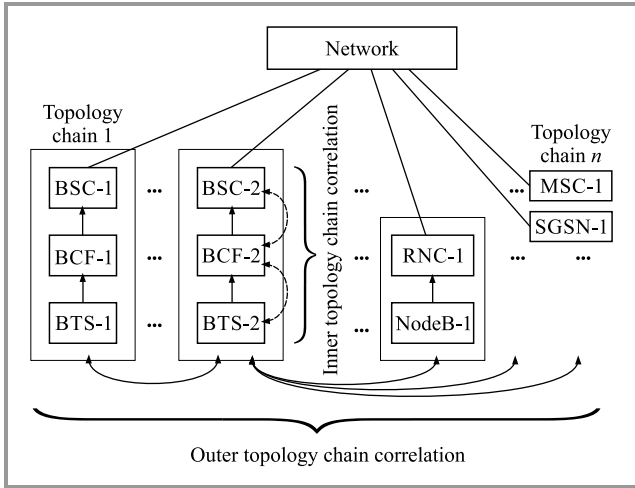 Network
Topology
chain 1
Topology
chain n
BSC-1
...
BSC-2
...
...
MSC-1
SGSN-1
BCF-1
...
BCF-2
...
RNC-1
...
...
BTS-1
...
BTS-2
...
NodeB-1
...
...
Inner topology chain correlation
Outer topology chain correlation